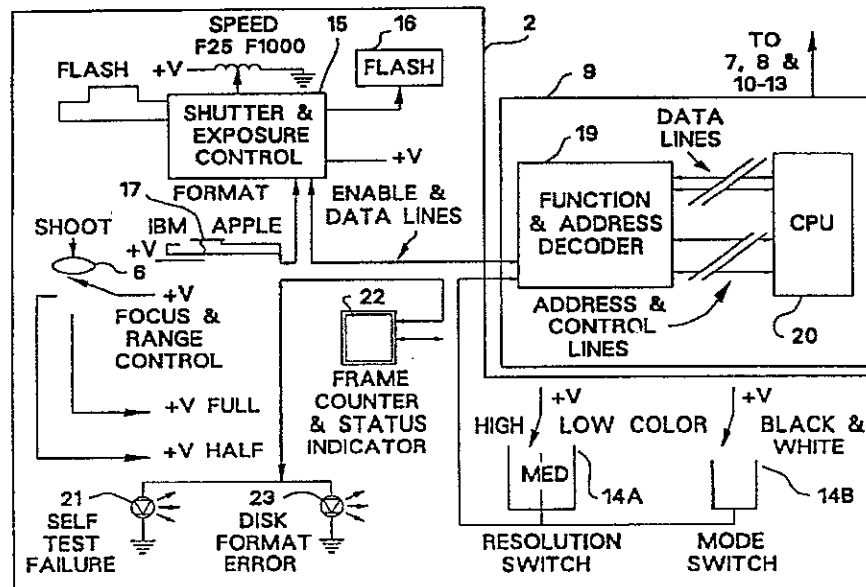 SPEED
F25 F1000
15
16
2
TO
7, 8 &
10-13
FLASH
+V
FLASH
9
SHUTTER &
EXPOSURE
CONTROL
+V
19
DATA
LINES
FORMAT
17
ENABLE &
DATA LINES
FUNCTION
& ADDRESS
DECODER
CPU
SHOOT
IBM APPLE
+V
6
+V
FOCUS &
RANGE
CONTROL
22
ADDRESS &
CONTROL
LINES
20
FRAME
COUNTER
& STATUS
INDICATOR
+V FULL
+V HALF
+V
+V
HIGH LOW COLOR
BLACK &
WHITE
MED
14A
14B
21
SELF
TEST
FAILURE
23
DISK
FORMAT
ERROR
RESOLUTION
SWITCH
MODE
SWITCH